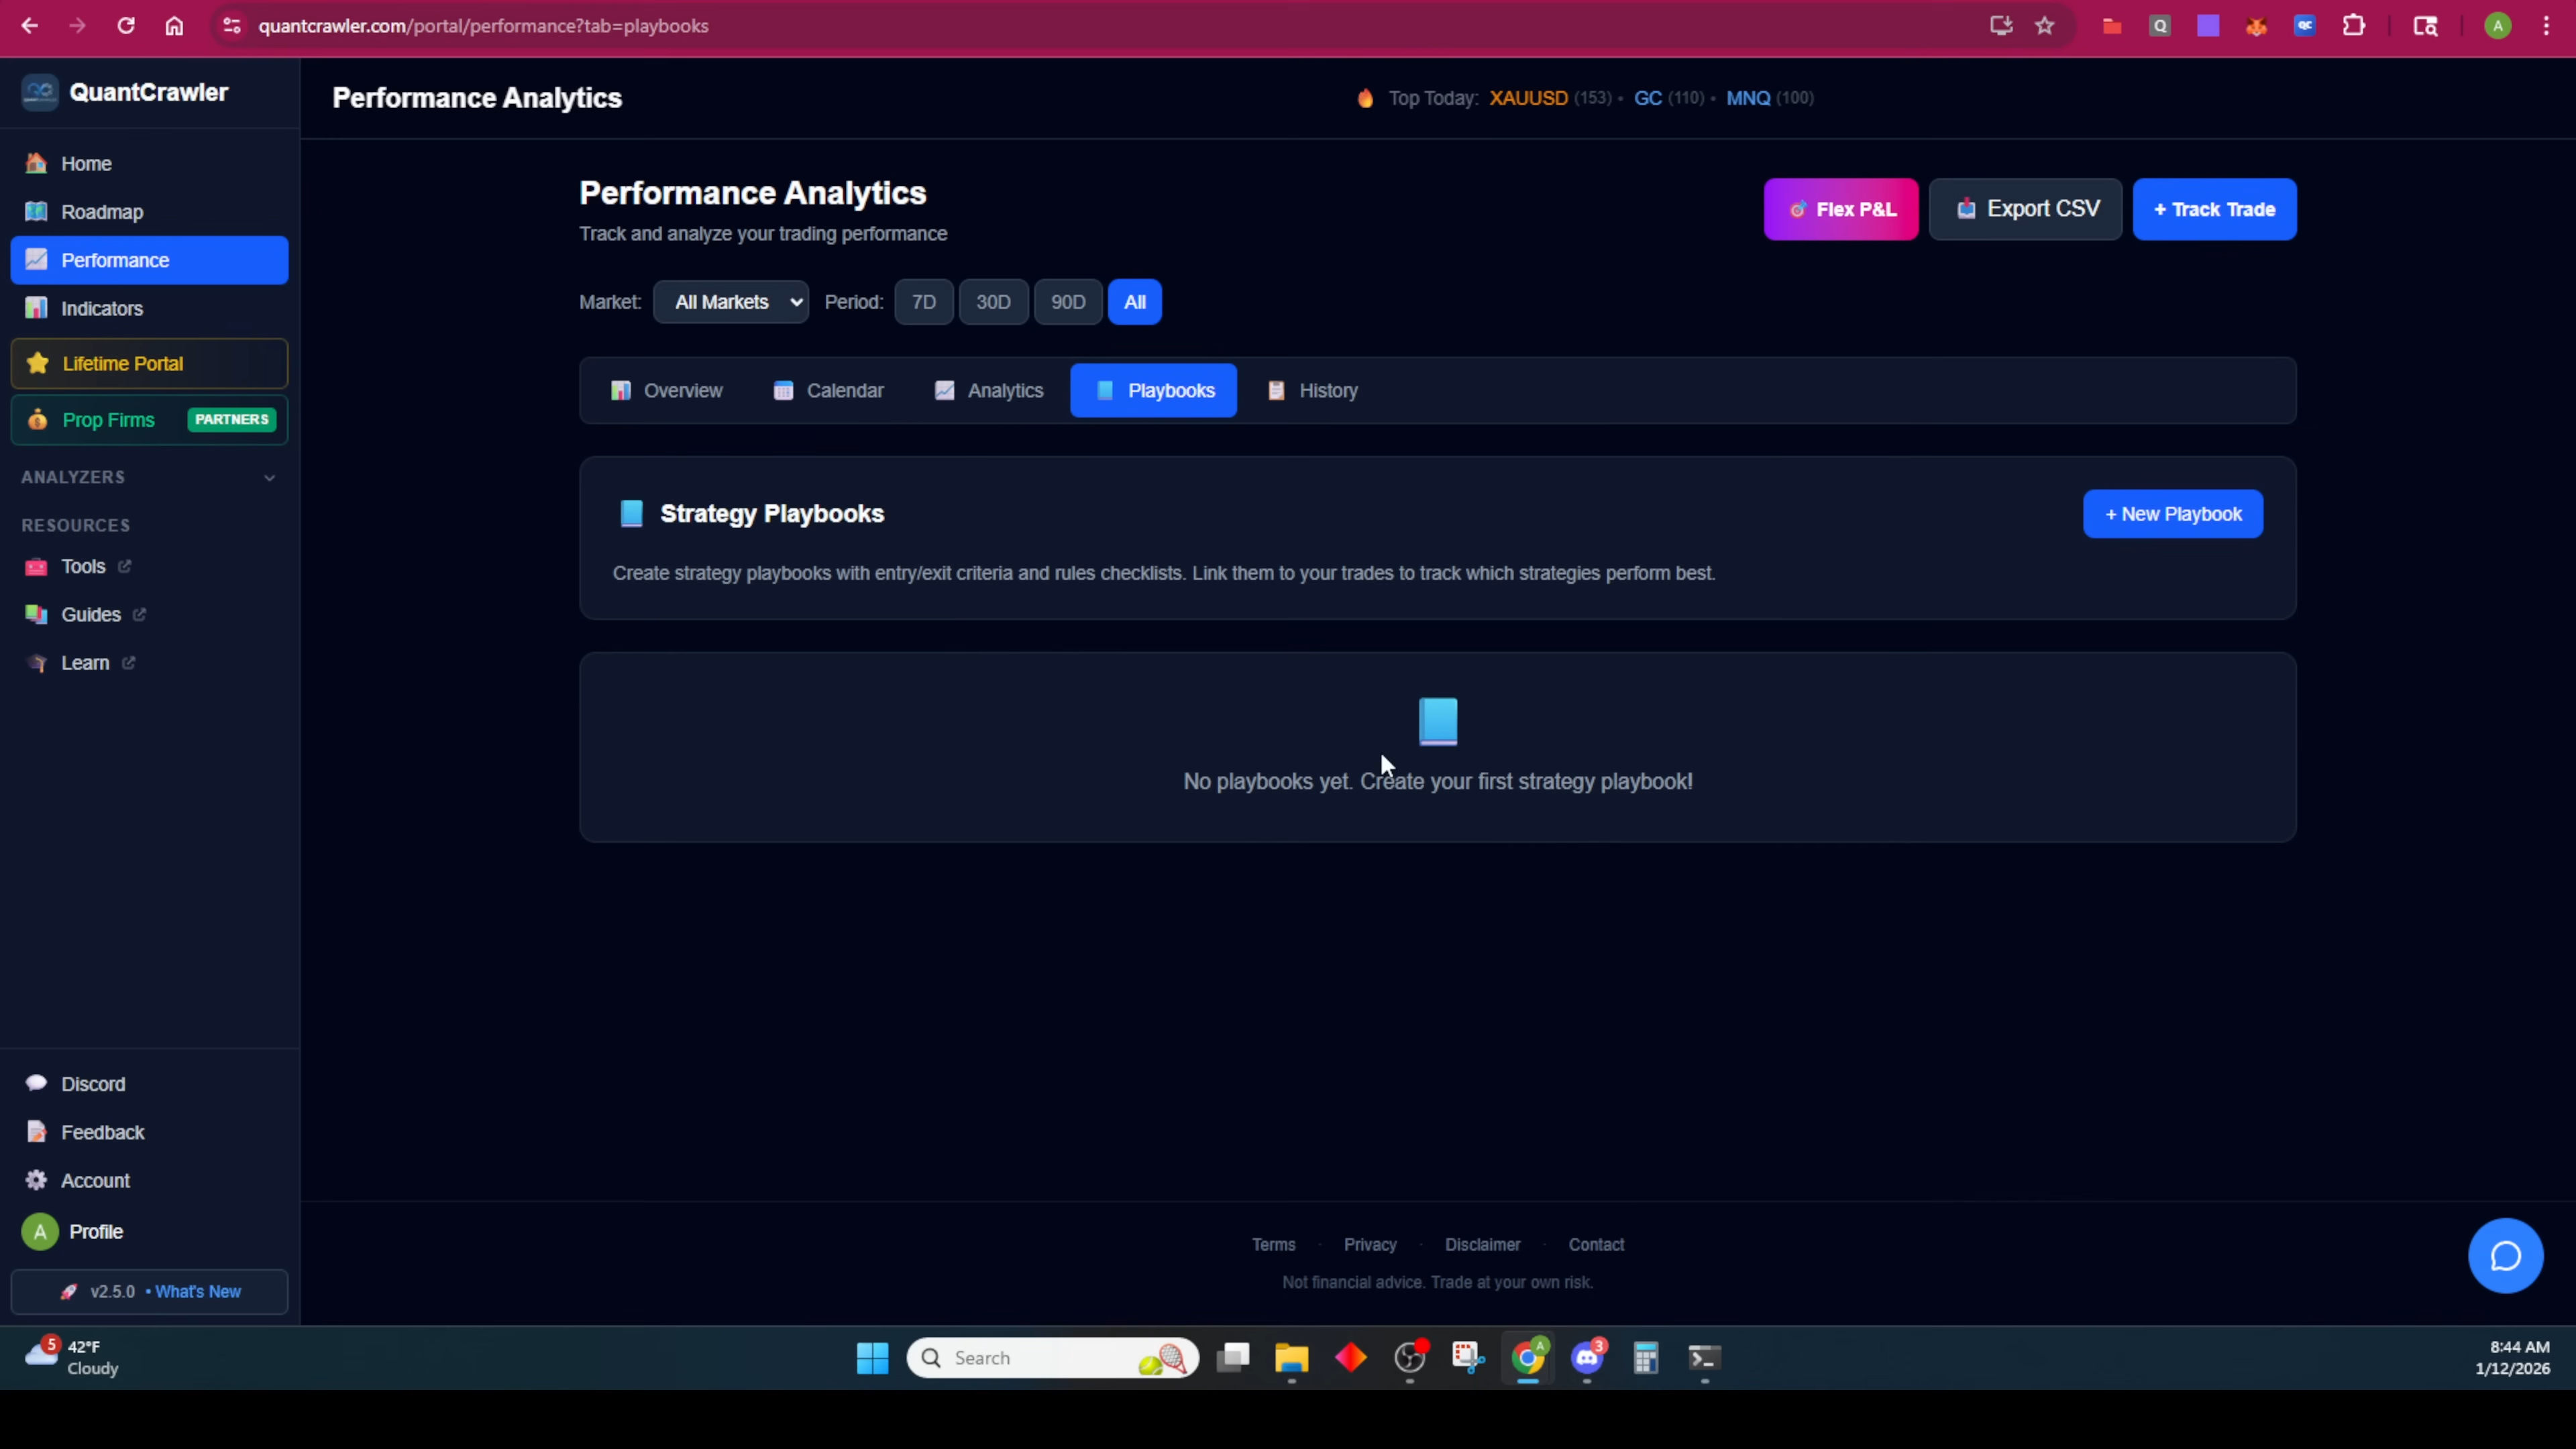 quantcrawler.com/portal/performance?tab=playbooks
Q
QC
A
QC
QuantCrawler
Home
Roadmap
Performance
Indicators
Lifetime Portal
Prop Firms PARTNERS
ANALYZERS
RESOURCES
Tools
Guides
Learn
Discord
Feedback
Account
A Profile
v2.5.0 • What's New
Performance Analytics
Top Today: XAUUSD (153) • GC (110) • MNQ (100)
Performance Analytics
Track and analyze your trading performance
Flex P&L
Export CSV
+ Track Trade
Market: All Markets Period: 7D 30D 90D All
Overview Calendar Analytics Playbooks History
Strategy Playbooks
+ New Playbook
Create strategy playbooks with entry/exit criteria and rules checklists. Link them to your trades to track which strategies perform best.
No playbooks yet. Create your first strategy playbook!
Terms · Privacy · Disclaimer · Contact
Not financial advice. Trade at your own risk.
5
42°F
Cloudy
Search
A
3
8:44 AM
1/12/2026